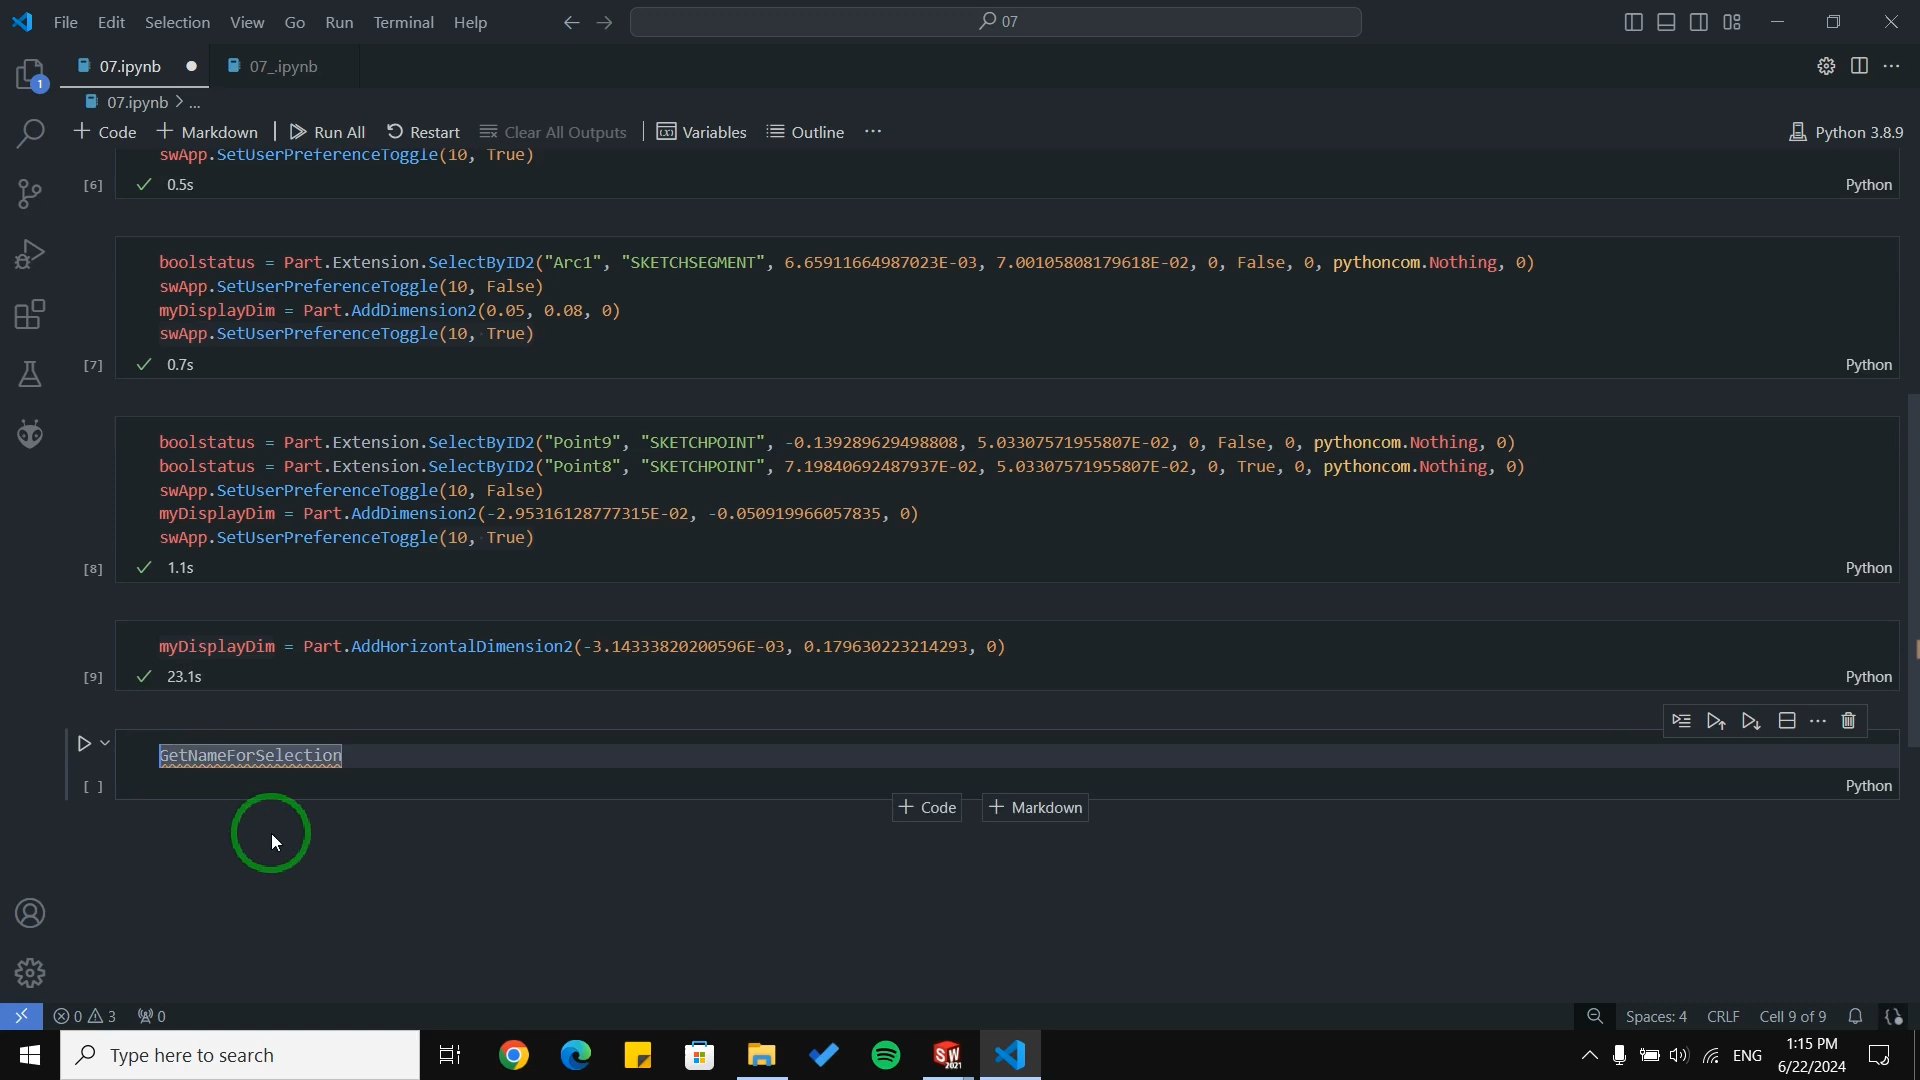 File Edit Selection View Go Run Terminal Help
07
07.ipynb 07_.ipynb
07.ipynb > ...
Code Markdown Run All Restart Clear All Outputs Variables Outline ... Python 3.8.9
swApp.SetUserPreferenceToggle(10, True)
[6] 0.5s Python
boolstatus = Part.Extension.SelectByID2("Arc1", "SKETCHSEGMENT", 6.65911664987023E-03, 7.00105808179618E-02, 0, False, 0, pythoncom.Nothing, 0)
swApp.SetUserPreferenceToggle(10, False)
myDisplayDim = Part.AddDimension2(0.05, 0.08, 0)
swApp.SetUserPreferenceToggle(10, True)
[7] 0.7s Python
boolstatus = Part.Extension.SelectByID2("Point9", "SKETCHPOINT", -0.139289629498808, 5.03307571955807E-02, 0, False, 0, pythoncom.Nothing, 0)
boolstatus = Part.Extension.SelectByID2("Point8", "SKETCHPOINT", 7.19840692487937E-02, 5.03307571955807E-02, 0, True, 0, pythoncom.Nothing, 0)
swApp.SetUserPreferenceToggle(10, False)
myDisplayDim = Part.AddDimension2(-2.95316128777315E-02, -0.050919966057835, 0)
swApp.SetUserPreferenceToggle(10, True)
[8] 1.1s Python
myDisplayDim = Part.AddHorizontalDimension2(-3.14333820200596E-03, 0.179630223214293, 0)
[9] 23.1s Python
GetNameForSelection
[ ] Python
+ Code + Markdown
0 3 0 Spaces: 4 CRLF Cell 9 of 9
Type here to search
SW 2021
ENG
1:15 PM
6/22/2024